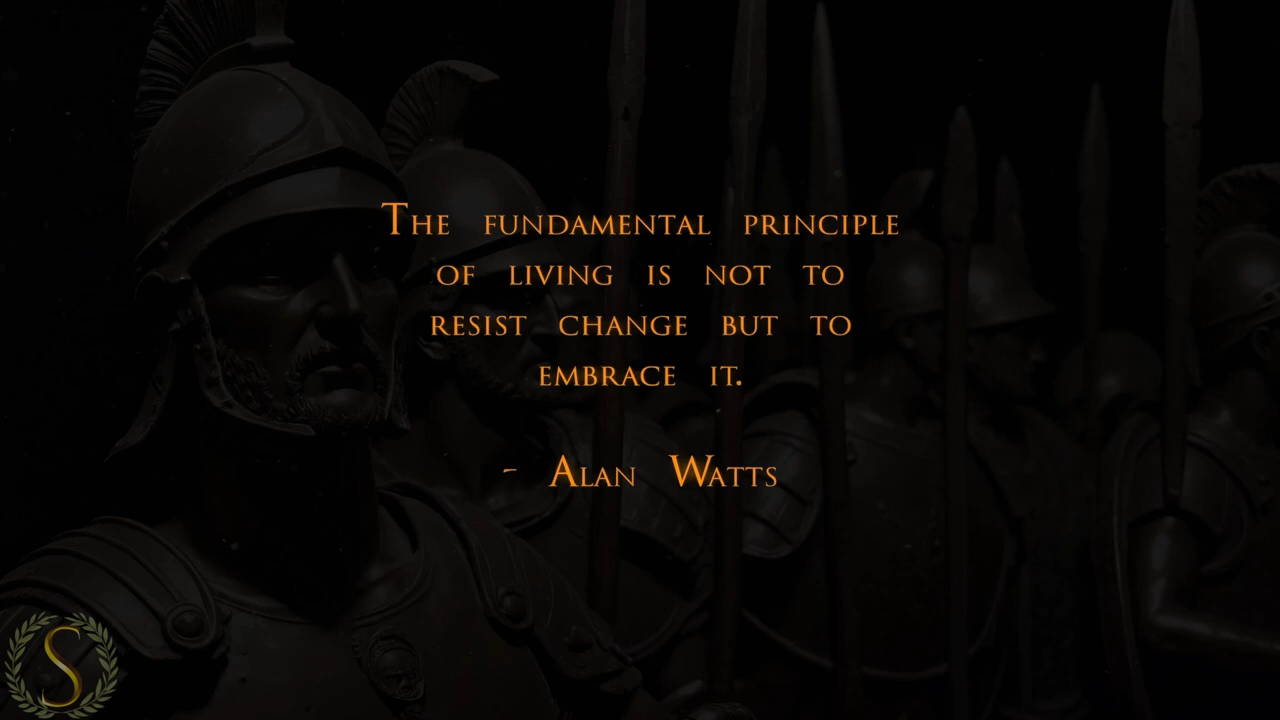 The fundamental principle
of living is not to
resist change but to
embrace it.
- Alan Watts
S